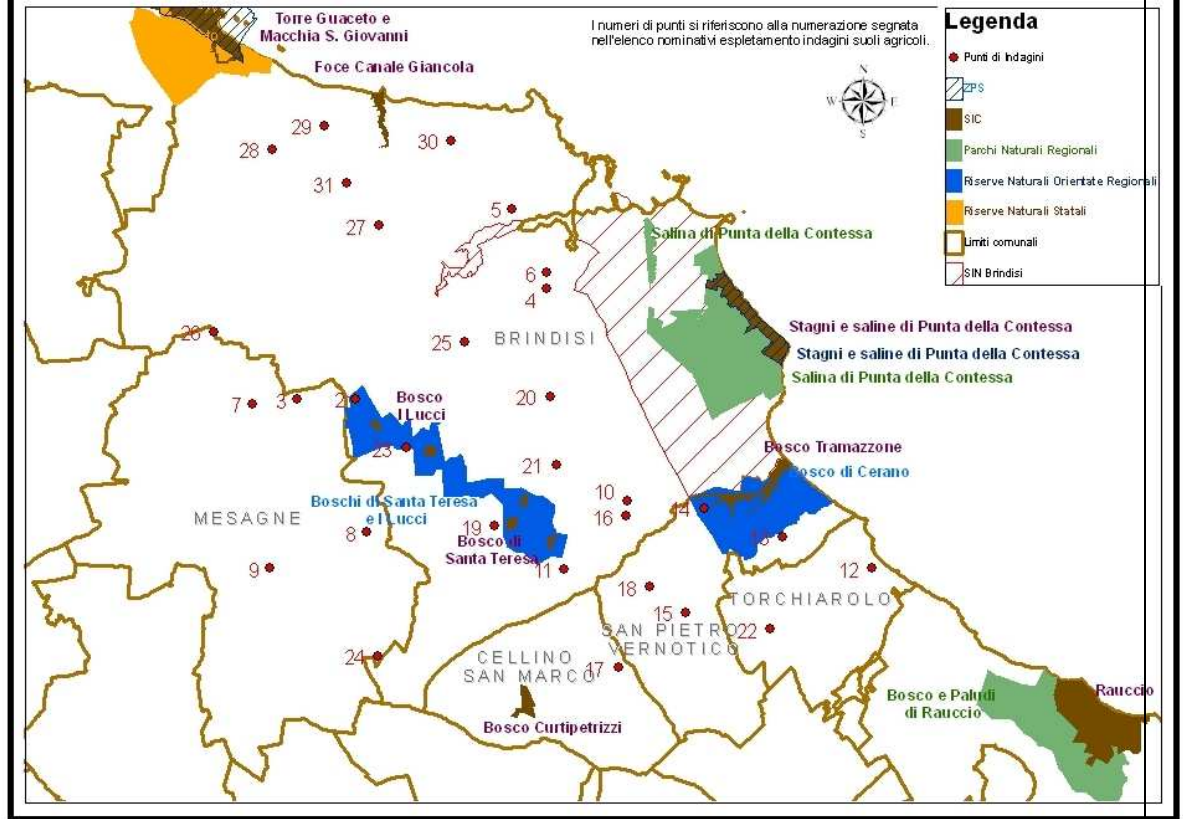 Torre Guaceto e
Macchia S. Giovanni
I numeri di punti si riferiscono alla numerazione segnata
nell'elenco nominativi espletamento indagini suoli agricoli.
Legenda
Punti di Indagini
ZPS
SIC
Parchi Naturali Regionali
Riserve Naturali Orientate Regionali
Riserve Naturali Statali
Limiti comunali
SIN Brindisi
N
W
E
S
Foce Canale Giancola
29
28
30
31
5
27
Salina di Punta della Contessa
6
4
26
25
BRINDISI
Stagni e saline di Punta della Contessa
Stagni e saline di Punta della Contessa
Salina di Punta della Contessa
7
3
2
Bosco
I Lucci
20
23
21
Bosco Tramazzone
Bosco di Cerano
Boschi di Santa Teresa
e I Lucci
10
16
14
MESAGNE
8
19
Bosco di
Santa Teresa
9
11
12
18
TORCHIAROLO
15
22
SAN PIETRO
VERNOTICO
24
CELLINO
SAN MARCO
17
Bosco Curtipetrizzi
Bosco e Paludi
di Rauccio
Rauccio